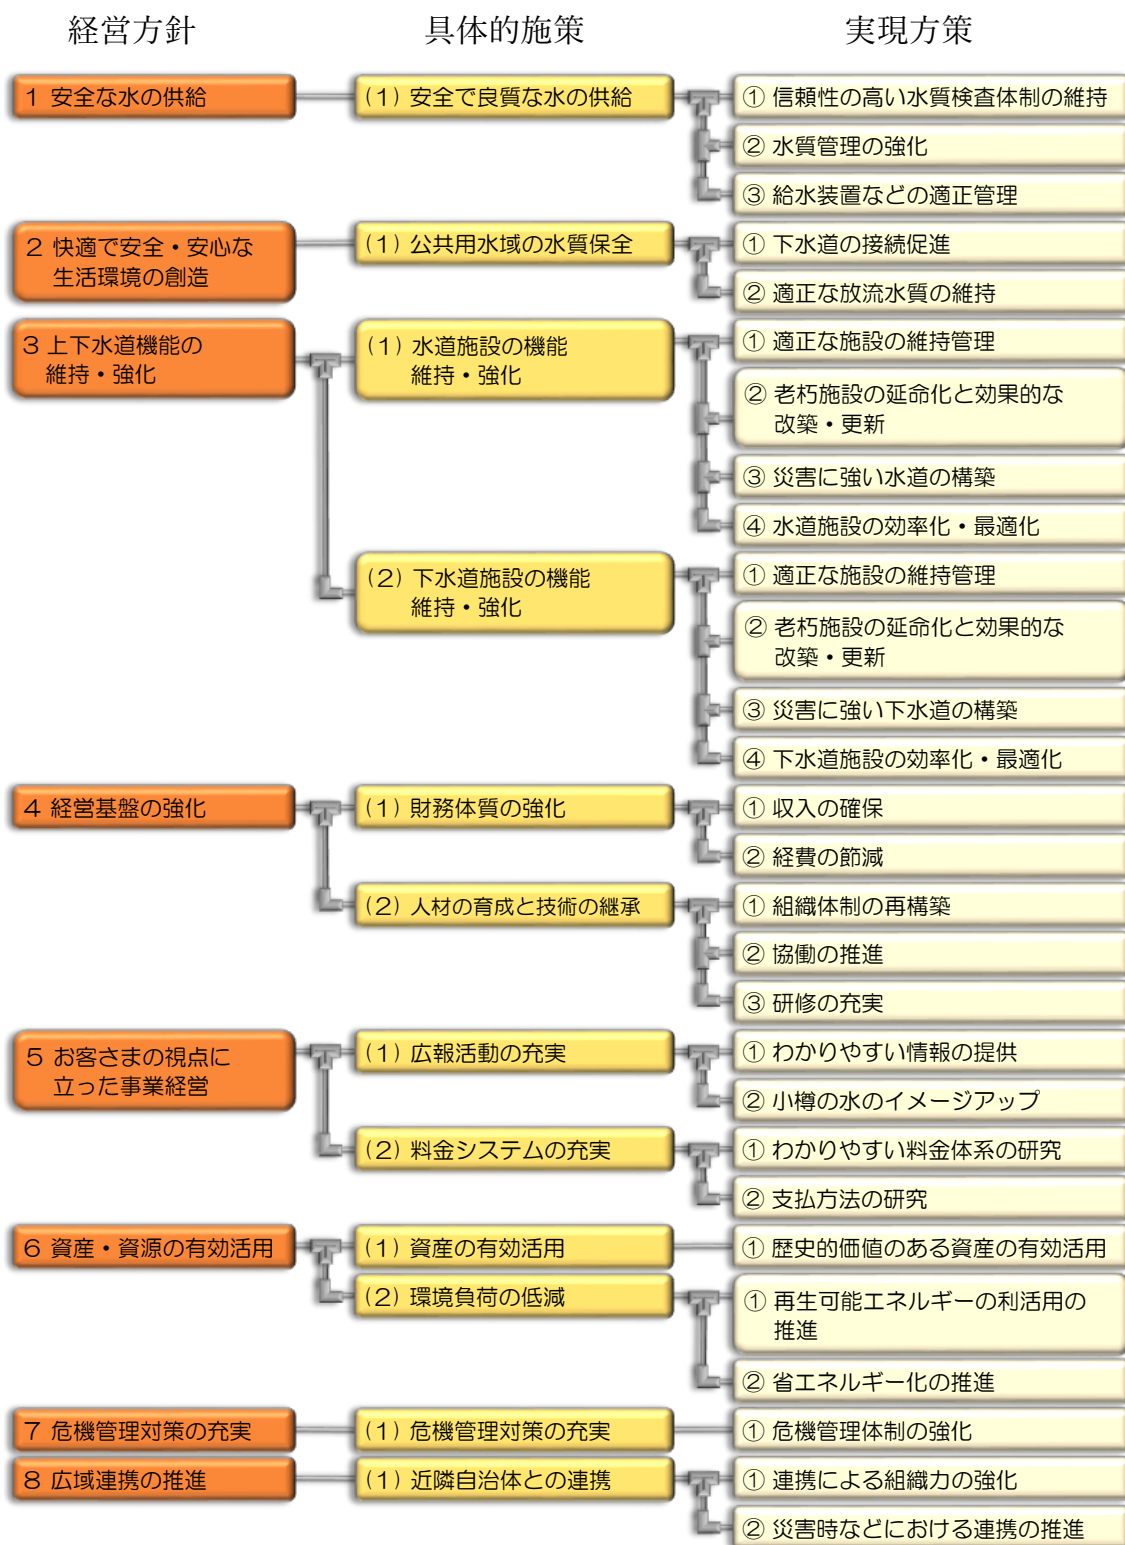 経営方針
具体的施策
実現方策
1 安全な水の供給
(1) 安全で良質な水の供給
① 信頼性の高い水質検査体制の維持
② 水質管理の強化
③ 給水装置などの適正管理
2 快適で安全・安心な
生活環境の創造
(1) 公共用水域の水質保全
① 下水道の接続促進
② 適正な放流水質の維持
3 上下水道機能の
維持・強化
(1) 水道施設の機能
維持・強化
① 適正な施設の維持管理
② 老朽施設の延命化と効果的な
改築・更新
③ 災害に強い水道の構築
④ 水道施設の効率化・最適化
(2) 下水道施設の機能
維持・強化
① 適正な施設の維持管理
② 老朽施設の延命化と効果的な
改築・更新
③ 災害に強い下水道の構築
④ 下水道施設の効率化・最適化
4 経営基盤の強化
(1) 財務体質の強化
① 収入の確保
② 経費の節減
(2) 人材の育成と技術の継承
① 組織体制の再構築
② 協働の推進
③ 研修の充実
5 お客さまの視点に
立った事業経営
(1) 広報活動の充実
① わかりやすい情報の提供
② 小樽の水のイメージアップ
(2) 料金システムの充実
① わかりやすい料金体系の研究
② 支払方法の研究
6 資産・資源の有効活用
(1) 資産の有効活用
① 歴史的価値のある資産の有効活用
(2) 環境負荷の低減
① 再生可能エネルギーの利活用の
推進
② 省エネルギー化の推進
7 危機管理対策の充実
(1) 危機管理対策の充実
① 危機管理体制の強化
8 広域連携の推進
(1) 近隣自治体との連携
① 連携による組織力の強化
② 災害時などにおける連携の推進